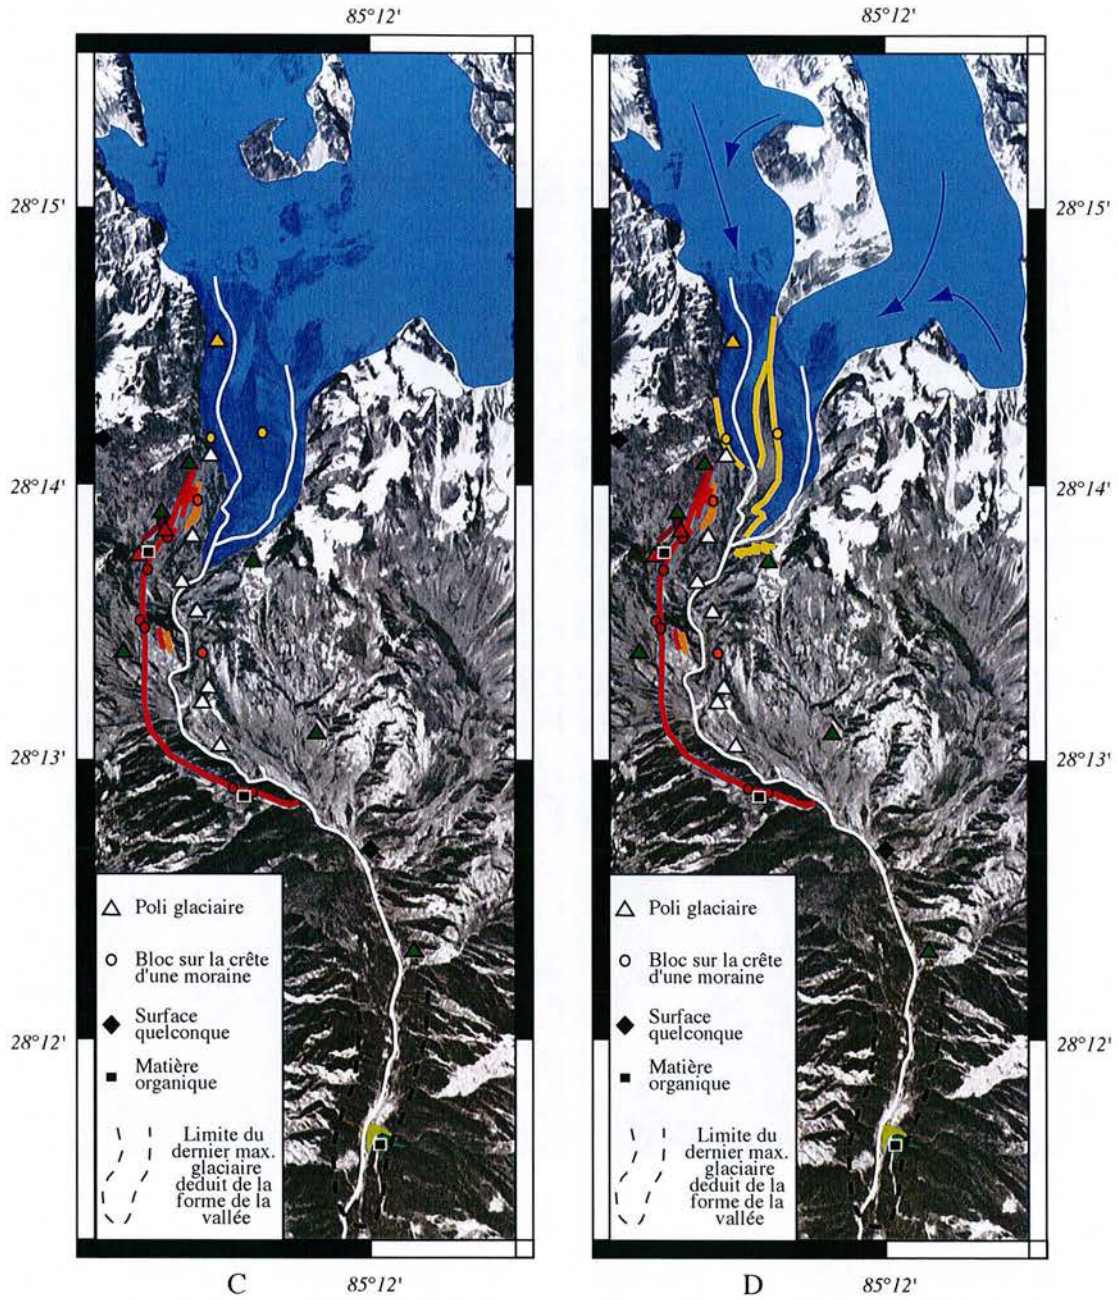 85°12'
85°12'
28°15'
28°15'
28°14'
28°14'
28°13'
28°13'
28°12'
28°12'
Poli glaciaire
Bloc sur la crête
d'une moraine
Surface
quelconque
Matière
organique
Limite du
dernier max.
glaciaire
deduit de la
forme de la
vallée
Poli glaciaire
Bloc sur la crête
d'une moraine
Surface
quelconque
Matière
organique
Limite du
dernier max.
glaciaire
deduit de la
forme de la
vallée
C
85°12'
D
85°12'